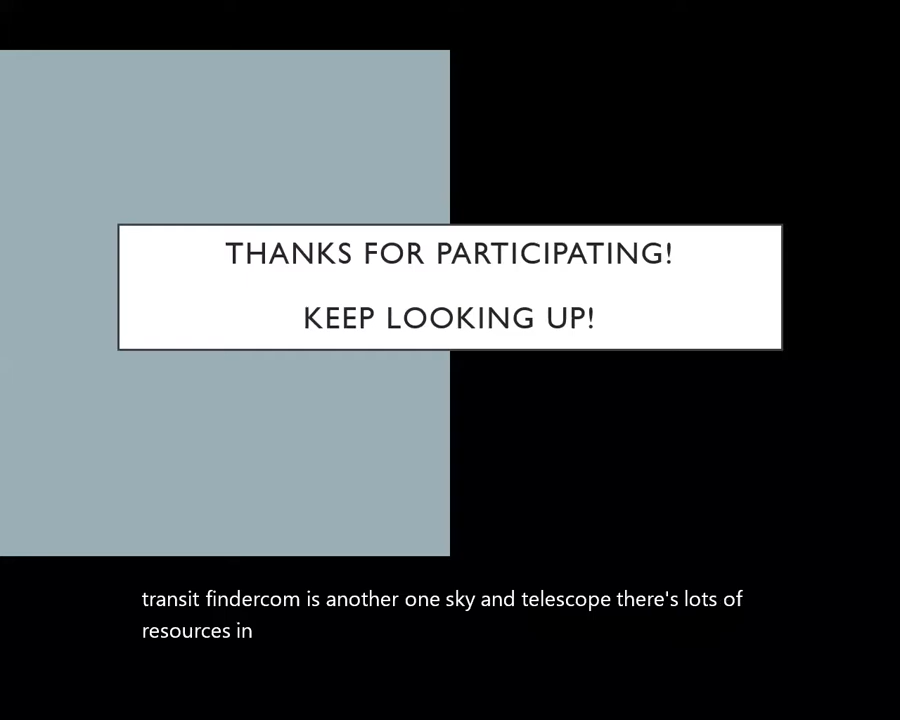 THANKS FOR PARTICIPATING!
KEEP LOOKING UP!
transit findercom is another one sky and telescope there's lots of
resources in